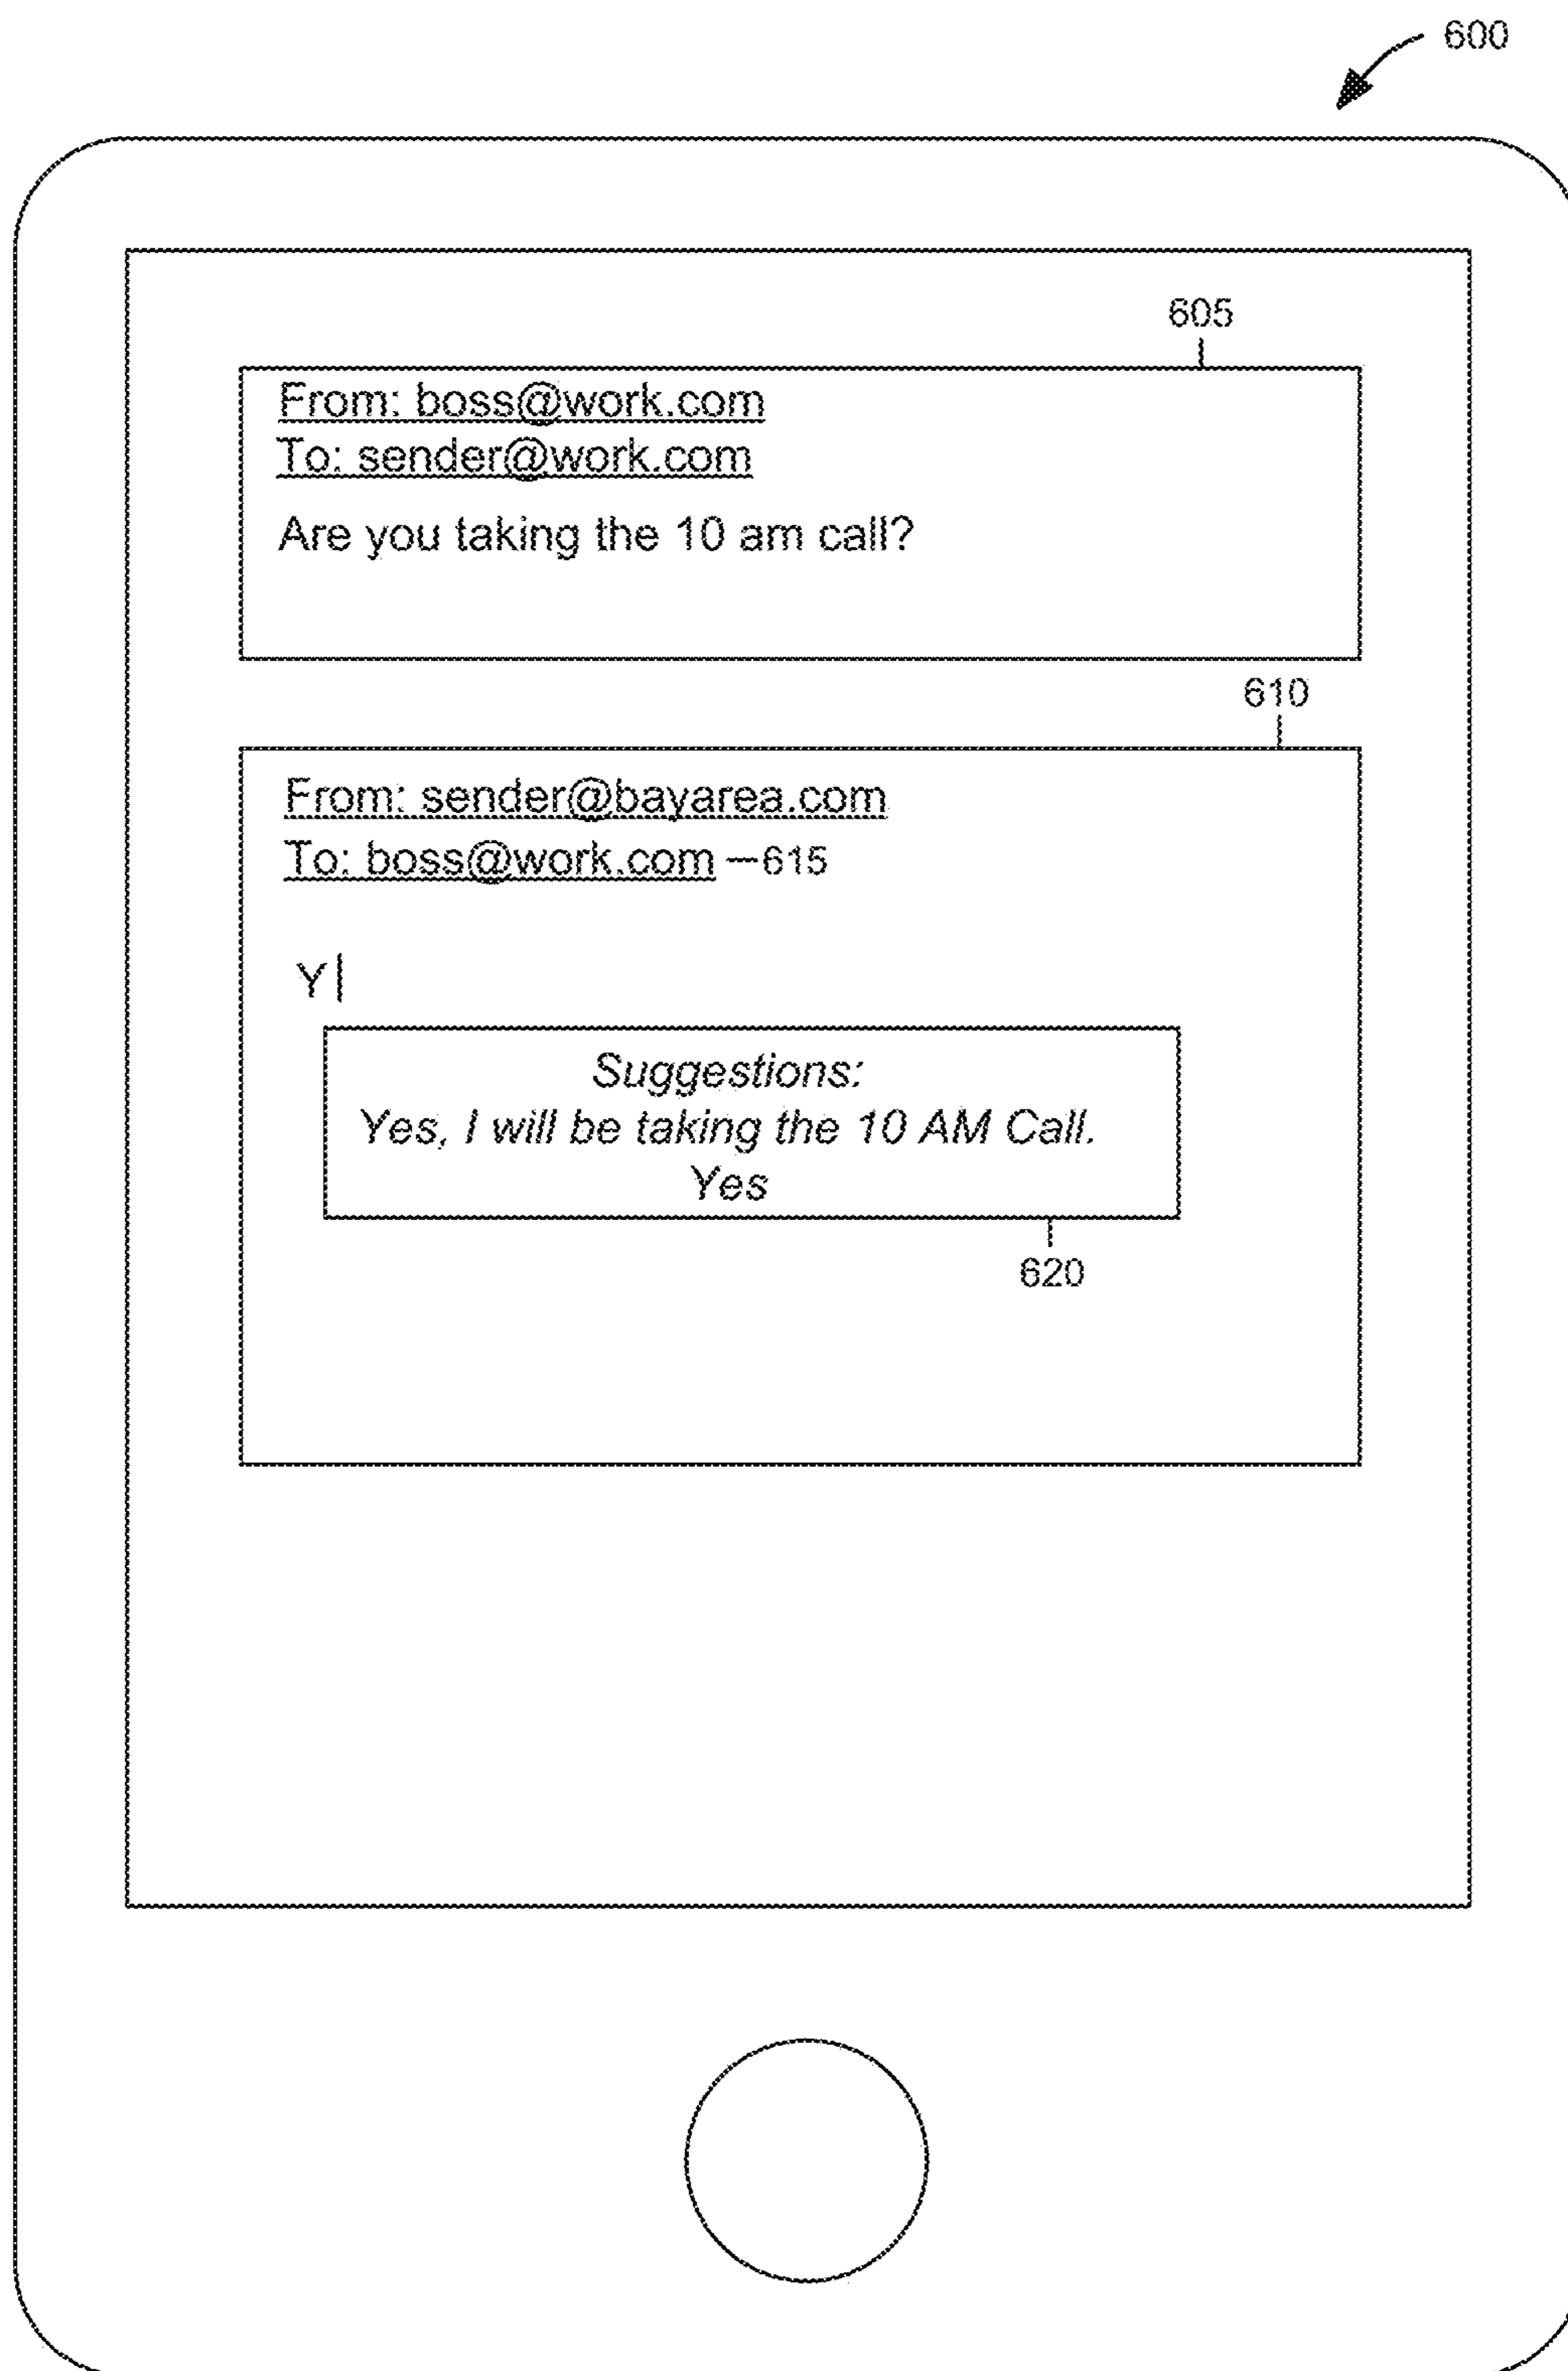 600
605
From: boss@work.com
To: sender@work.com
Are you taking the 10 am call?
610
From: sender@bayarea.com
To: boss@work.com 615
Y
Suggestions:
Yes, I will be taking the 10 AM Call.
Yes
620